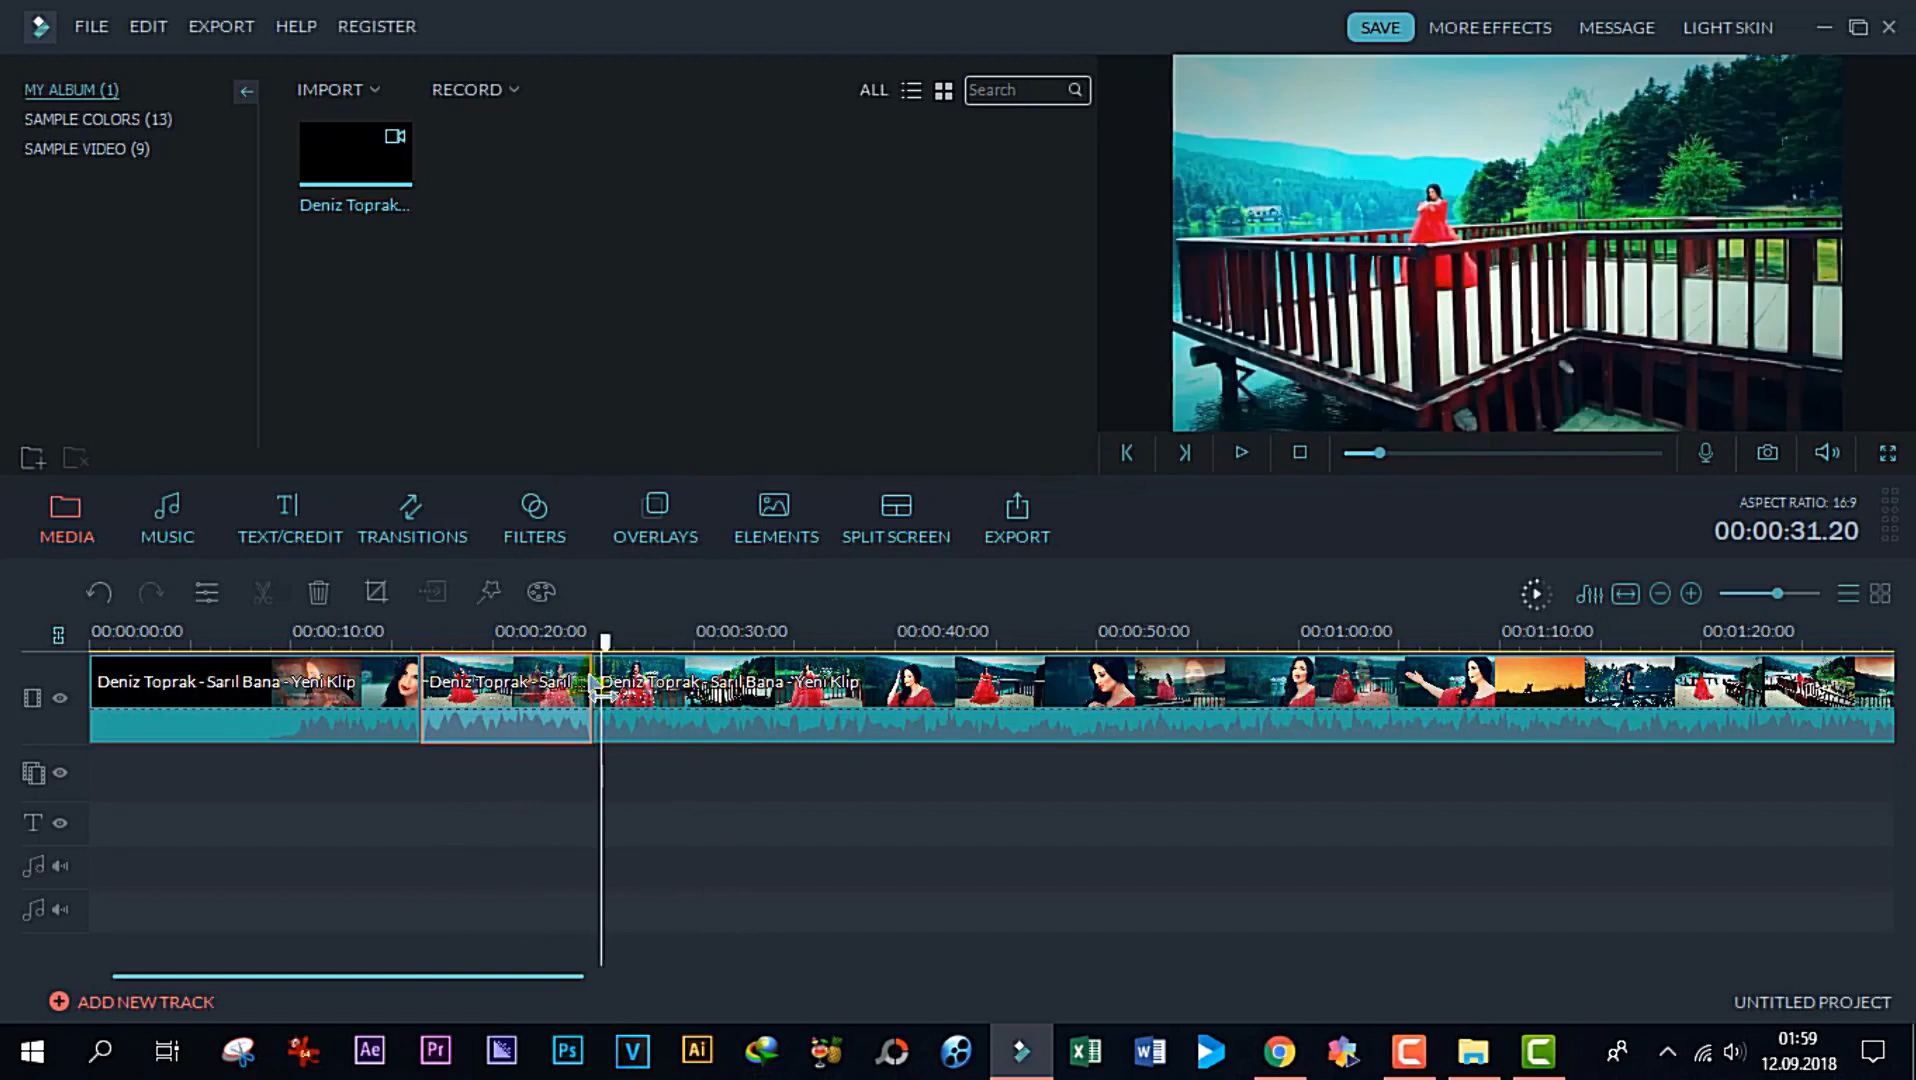 FILE EDIT EXPORT HELP REGISTER
SAVE MORE EFFECTS MESSAGE LIGHT SKIN
MY ALBUM (1)
SAMPLE COLORS (13)
SAMPLE VIDEO (9)
IMPORT RECORD
ALL Search
Deniz Toprak...
MEDIA MUSIC TEXT/CREDIT TRANSITIONS FILTERS OVERLAYS ELEMENTS SPLIT SCREEN EXPORT
ASPECT RATIO: 16:9
00:00:31.20
00:00:00:00 00:00:10:00 00:00:20:00 00:00:30:00 00:00:40:00 00:00:50:00 00:01:00:00 00:01:10:00 00:01:20:00
Deniz Toprak - Sarıl Bana - Yeni Klip
Deniz Toprak - Sarıl
Deniz Toprak - Sarıl Bana - Yeni Klip
ADD NEW TRACK
UNTITLED PROJECT
Ae Pr Ps V Ai
01:59
12.09.2018